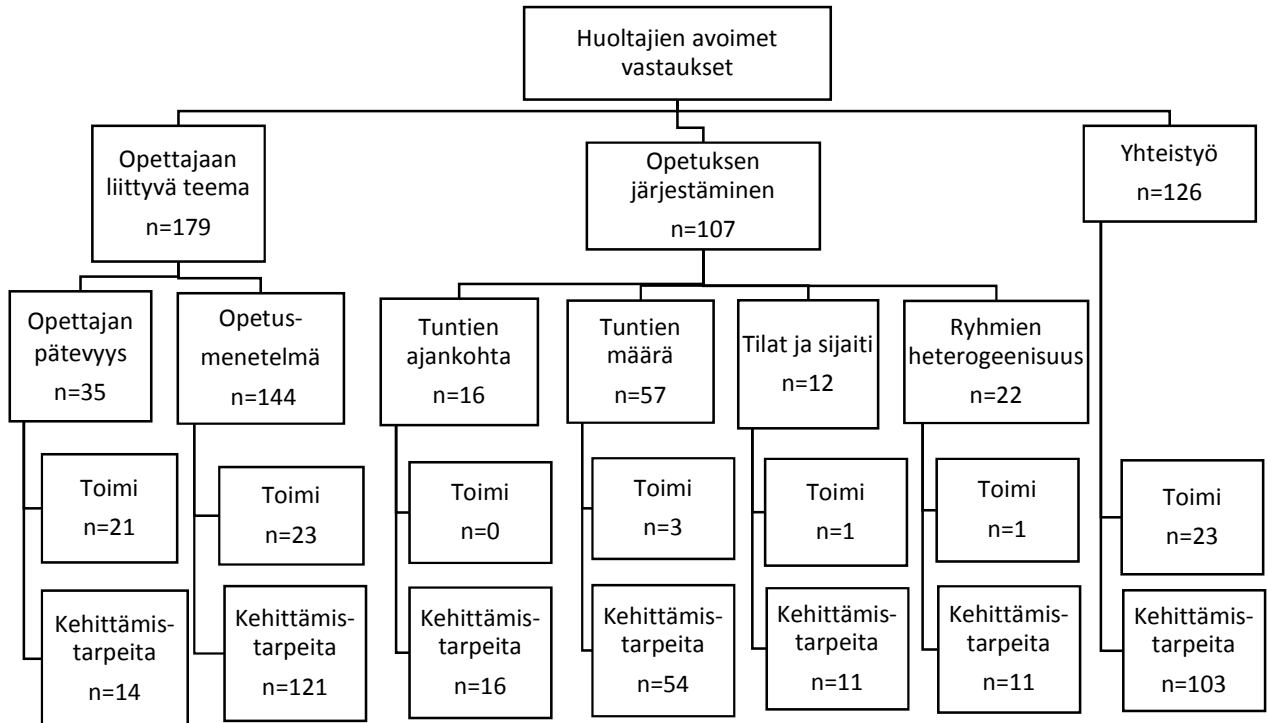 Huoltajien avoimet
vastaukset
Opettajaan
liittyvä teema
n=179
Opetuksen
järjestäminen
n=107
Yhteistyö
n=126
Opettajan
pätevyys
n=35
Opetus-
menetelmä
n=144
Tuntien
ajankohta
n=16
Tuntien
määrä
n=57
Tilat ja sijaiti
n=12
Ryhmien
heterogeenisuus
n=22
Toimi
n=21
Toimi
n=23
Toimi
n=0
Toimi
n=3
Toimi
n=1
Toimi
n=1
Toimi
n=23
Kehittämis-
tarpeita
n=14
Kehittämis-
tarpeita
n=121
Kehittämis-
tarpeita
n=16
Kehittämis-
tarpeita
n=54
Kehittämis-
tarpeita
n=11
Kehittämis-
tarpeita
n=11
Kehittämis-
tarpeita
n=103